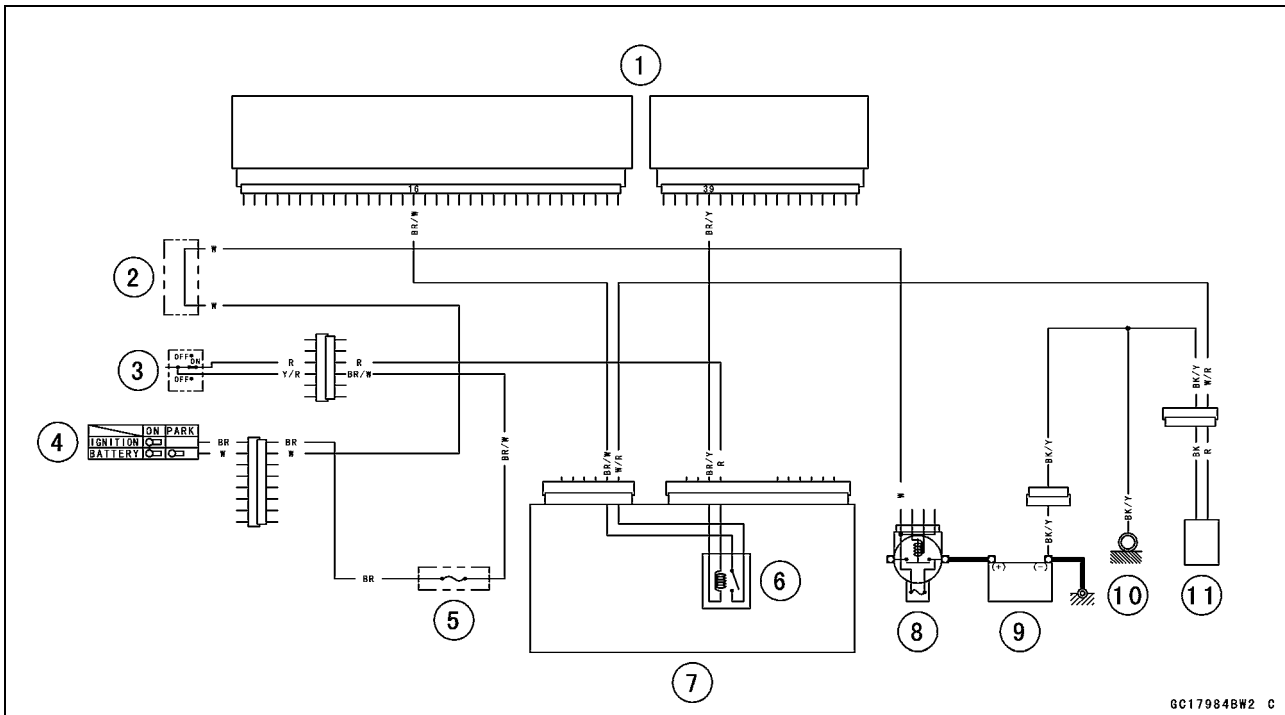 1
16 39
BR/W BR/Y
2 W
W
3 OFF ON OFF
R R
Y/R BR/W
4 ON PARK
IGNITION BR BR
BATTERY W W
BR/W
BR/W W/R BR/Y R
W
BK/Y
BK/Y
BK/Y
BK/Y W/R
BK R
BR
5
6
7
8
(+) (-)
9
10
11
GC17984BW2 C